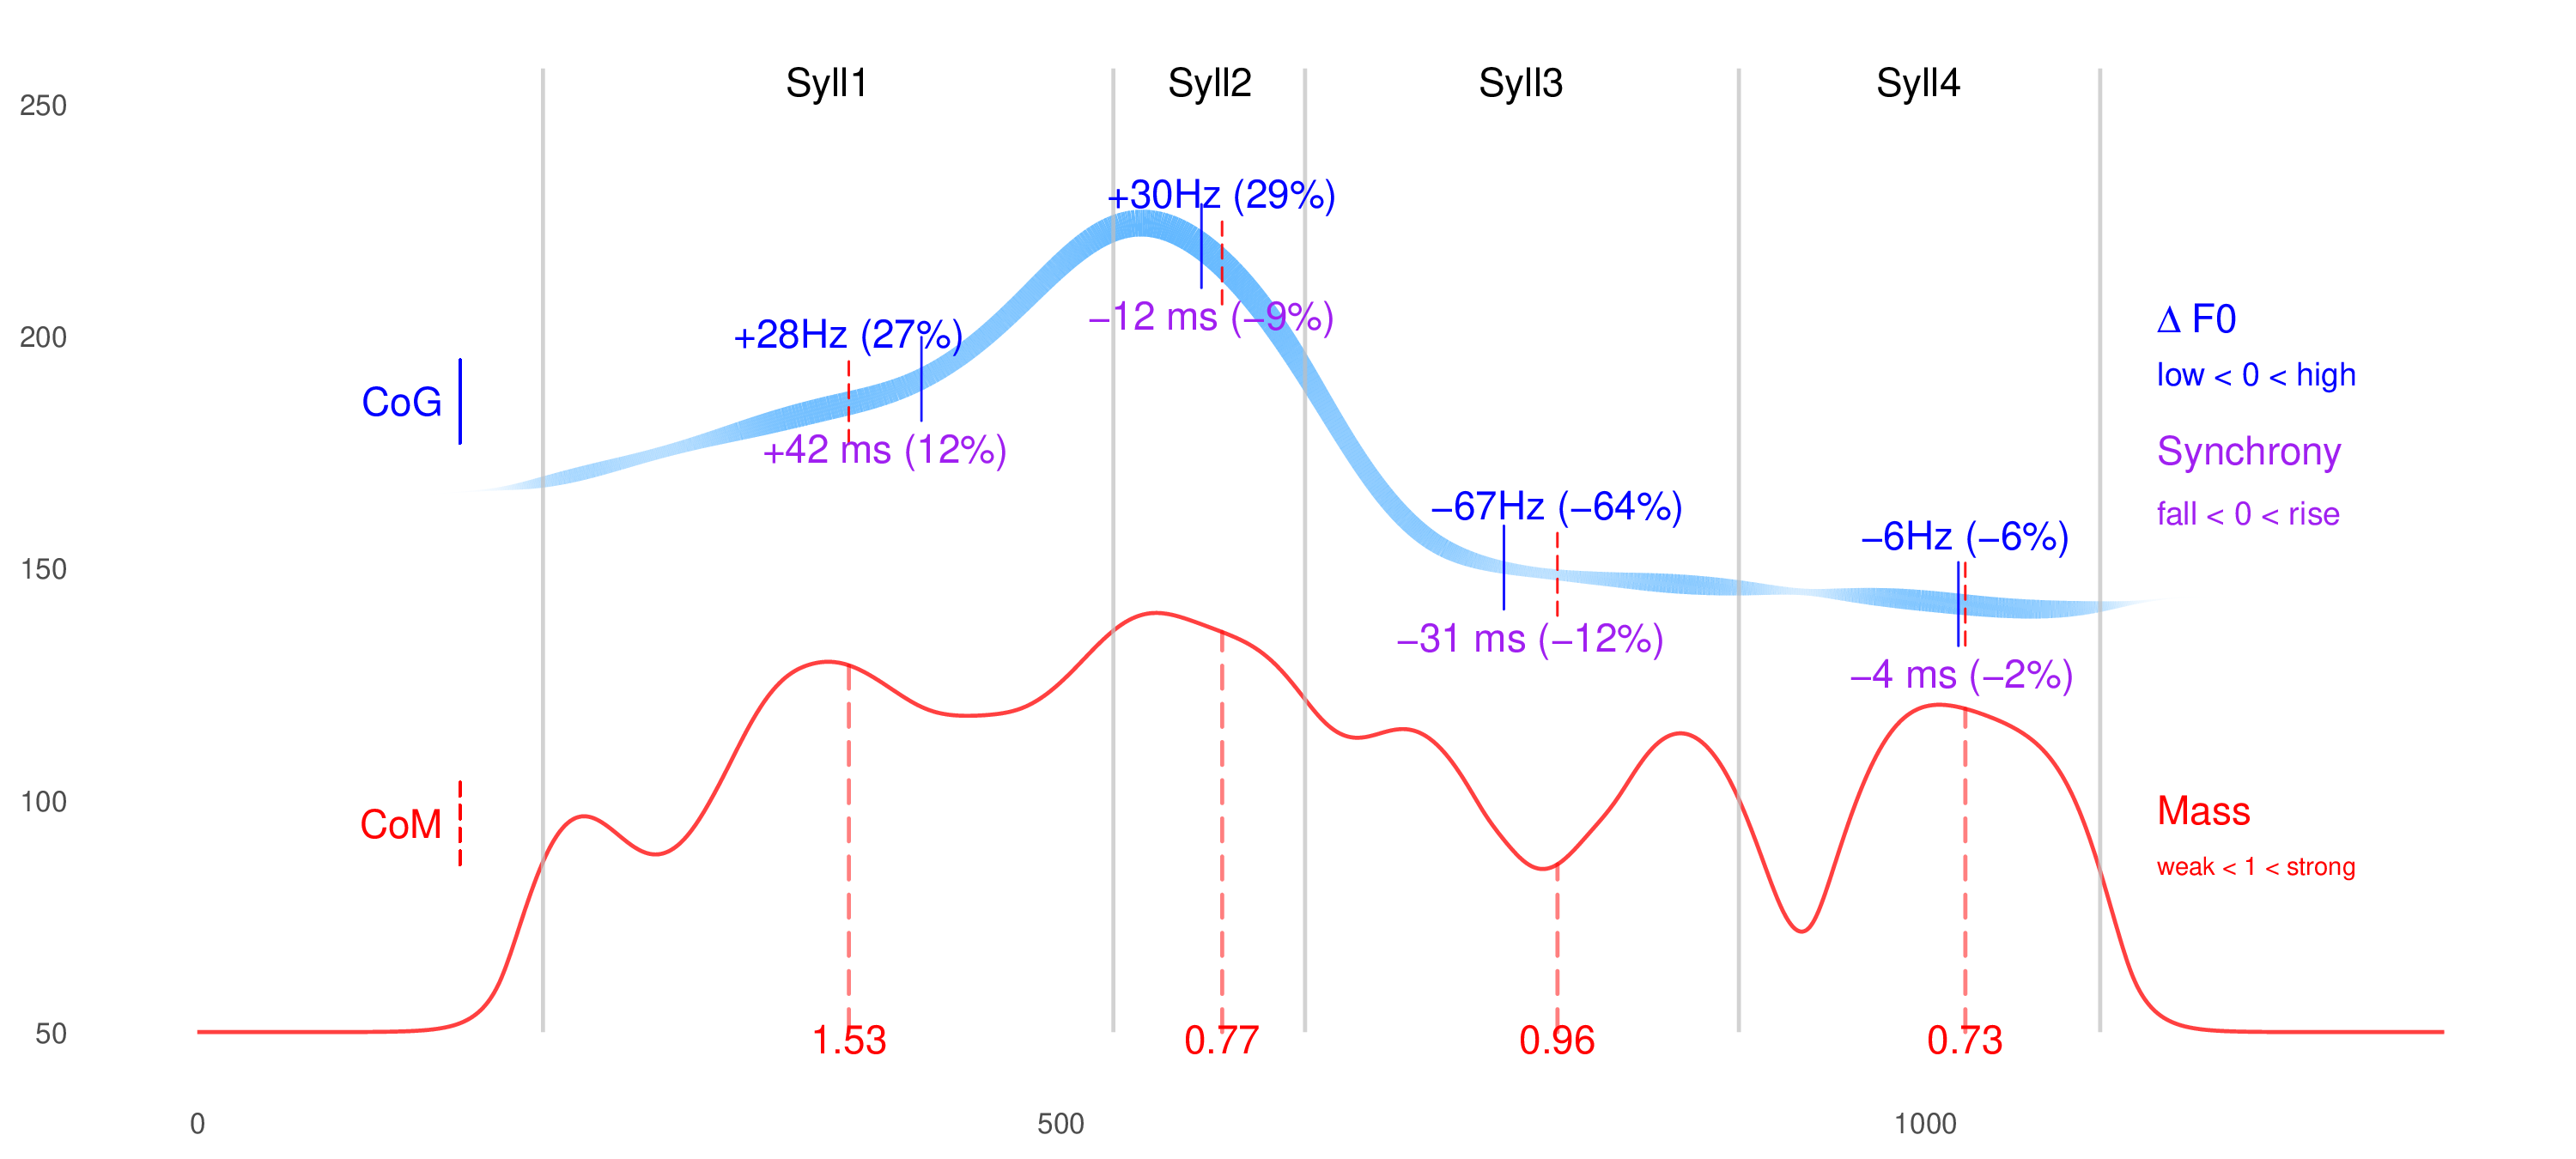 Syll1 Syll2 Syll3 Syll4
250
+30Hz (29%)
–12 ms (–9%)
200
+28Hz (27%)
+42 ms (12%)
CoG
Δ F0
low < 0 < high
Synchrony
fall < 0 < rise
–67Hz (–64%)
–6Hz (–6%)
150
–31 ms (–12%)
–4 ms (–2%)
100
CoM
Mass
weak < 1 < strong
50
1.53 0.77 0.96 0.73
0 500 1000